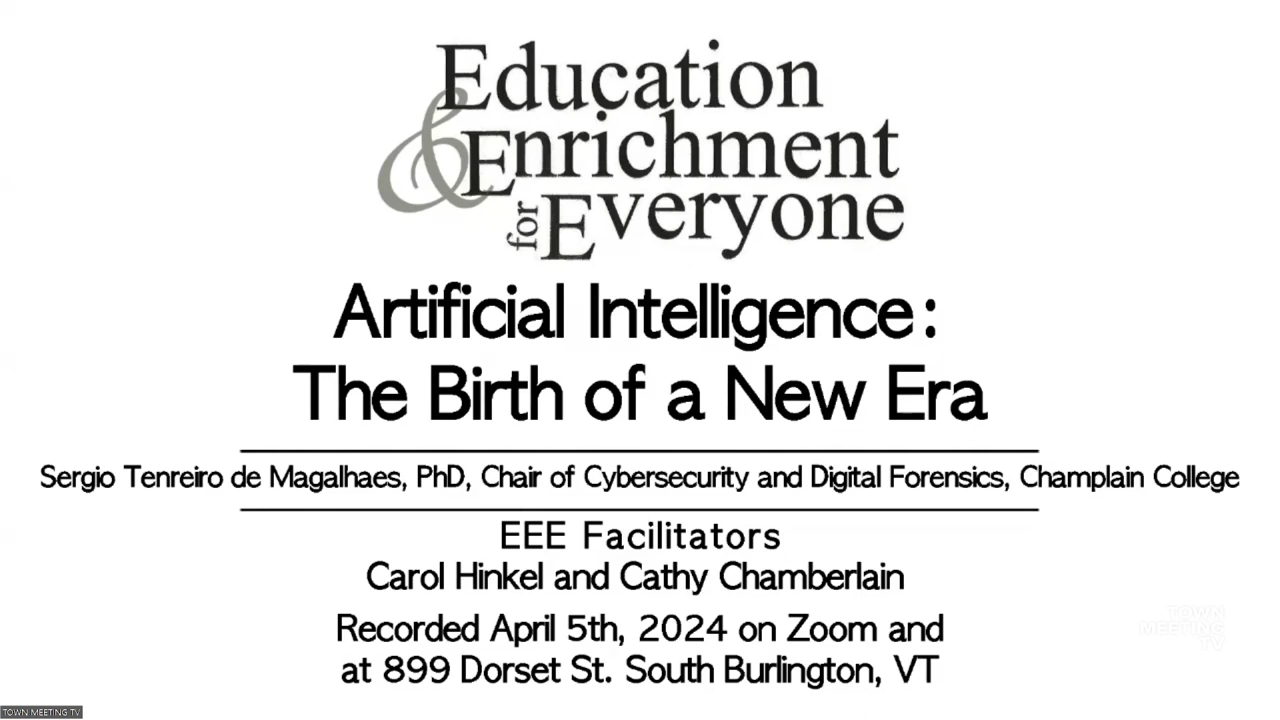 Education
& Enrichment
for Everyone
Artificial Intelligence:
The Birth of a New Era
Sergio Tenreiro de Magalhaes, PhD, Chair of Cybersecurity and Digital Forensics, Champlain College
EEE Facilitators
Carol Hinkel and Cathy Chamberlain
Recorded April 5th, 2024 on Zoom and
at 899 Dorset St. South Burlington, VT
TOWN
MEETING
TV
TOWN MEETING TV